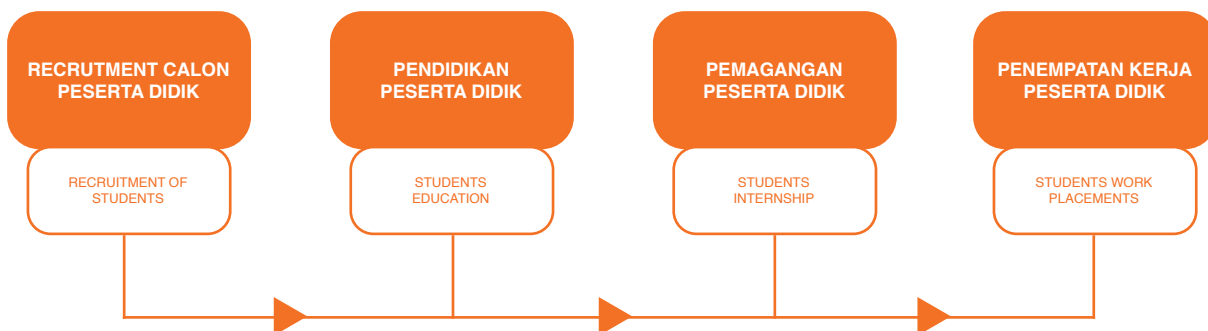 RECRUTMENT CALON
PESERTA DIDIK
RECRUITMENT OF
STUDENTS
PENDIDIKAN
PESERTA DIDIK
STUDENTS
EDUCATION
PEMAGANGAN
PESERTA DIDIK
STUDENTS
INTERNSHIP
PENEMPATAN KERJA
PESERTA DIDIK
STUDENTS WORK
PLACEMENTS